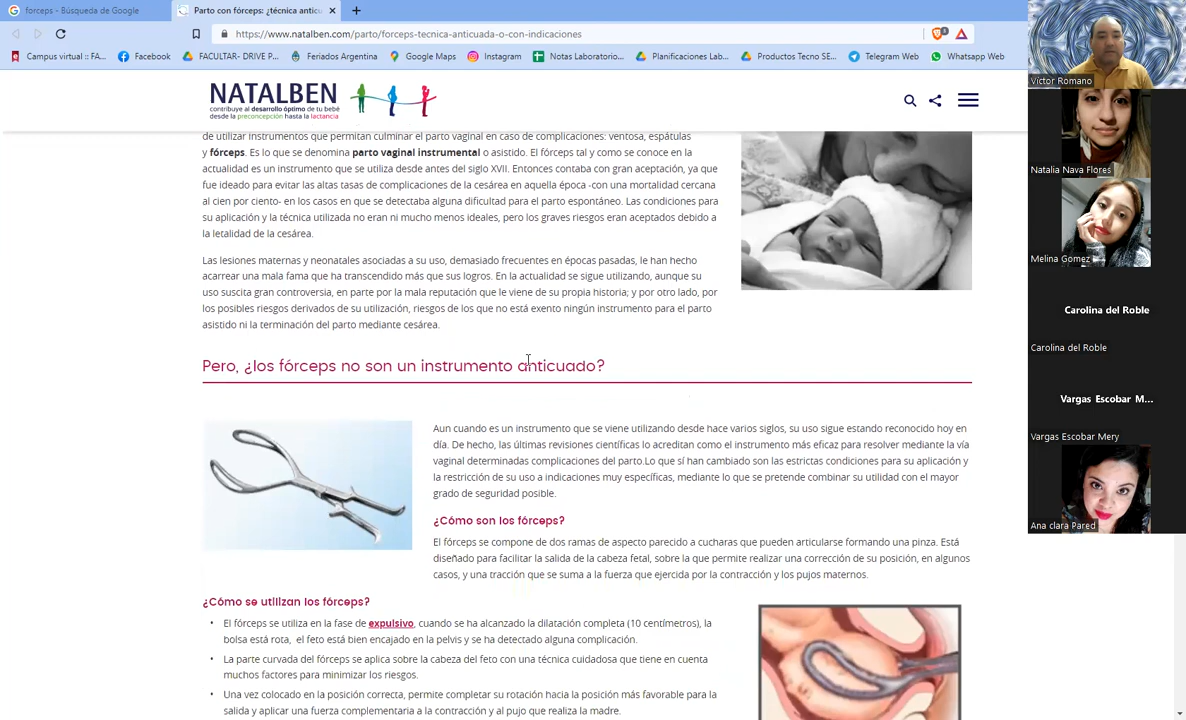 forceps - Búsqueda de Google
Parto con fórceps: ¿técnica anticu
https://www.natalben.com/parto/forceps-tecnica-anticuada-o-con-indicaciones
Campus virtual :: FA...
Facebook
FACULTAR- DRIVE P...
Feriados Argentina
Google Maps
Instagram
Notas Laboratorio...
Planificaciones Lab...
Productos Tecno SE...
Telegram Web
Whatsapp Web
NATALBEN
contribuye al desarrollo óptimo de tu bebé
desde la preconcepción hasta la lactancia
de utilizar instrumentos que permitan culminar el parto vaginal en caso de complicaciones: ventosa, espátulas
y fórceps. Es lo que se denomina parto vaginal instrumental o asistido. El fórceps tal y como se conoce en la
actualidad es un instrumento que se utiliza desde antes del siglo XVII. Entonces contaba con gran aceptación, ya que
fue ideado para evitar las altas tasas de complicaciones de la cesárea en aquella época -con una mortalidad cercana
al cien por ciento- en los casos en que se detectaba alguna dificultad para el parto espontáneo. Las condiciones para
su aplicación y la técnica utilizada no eran ni mucho menos ideales, pero los graves riesgos eran aceptados debido a
la letalidad de la cesárea.
Las lesiones maternas y neonatales asociadas a su uso, demasiado frecuentes en épocas pasadas, le han hecho
acarrear una mala fama que ha transcendido más que sus logros. En la actualidad se sigue utilizando, aunque su
uso suscita gran controversia, en parte por la mala reputación que le viene de su propia historia; y por otro lado, por
los posibles riesgos derivados de su utilización, riesgos de los que no está exento ningún instrumento para el parto
asistido ni la terminación del parto mediante cesárea.
Pero, ¿los fórceps no son un instrumento anticuado?
Aun cuando es un instrumento que se viene utilizando desde hace varios siglos, su uso sigue estando reconocido hoy en
día. De hecho, las últimas revisiones científicas lo acreditan como el instrumento más eficaz para resolver mediante la vía
vaginal determinadas complicaciones del parto.Lo que sí han cambiado son las estrictas condiciones para su aplicación y
la restricción de su uso a indicaciones muy específicas, mediante lo que se pretende combinar su utilidad con el mayor
grado de seguridad posible.
¿Cómo son los fórceps?
El fórceps se compone de dos ramas de aspecto parecido a cucharas que pueden articularse formando una pinza. Está
diseñado para facilitar la salida de la cabeza fetal, sobre la que permite realizar una corrección de su posición, en algunos
casos, y una tracción que se suma a la fuerza que ejercida por la contracción y los pujos maternos.
¿Cómo se utilizan los fórceps?
• El fórceps se utiliza en la fase de expulsivo, cuando se ha alcanzado la dilatación completa (10 centímetros), la
bolsa está rota, el feto está bien encajado en la pelvis y se ha detectado alguna complicación.
• La parte curvada del fórceps se aplica sobre la cabeza del feto con una técnica cuidadosa que tiene en cuenta
muchos factores para minimizar los riesgos.
• Una vez colocado en la posición correcta, permite completar su rotación hacia la posición más favorable para la
salida y aplicar una fuerza complementaria a la contracción y al pujo que realiza la madre.
Victor Romano
Natalia Nava Flores
Melina Gomez
Carolina del Roble
Carolina del Roble
Vargas Escobar M...
Vargas Escobar Mery
Ana clara Pared